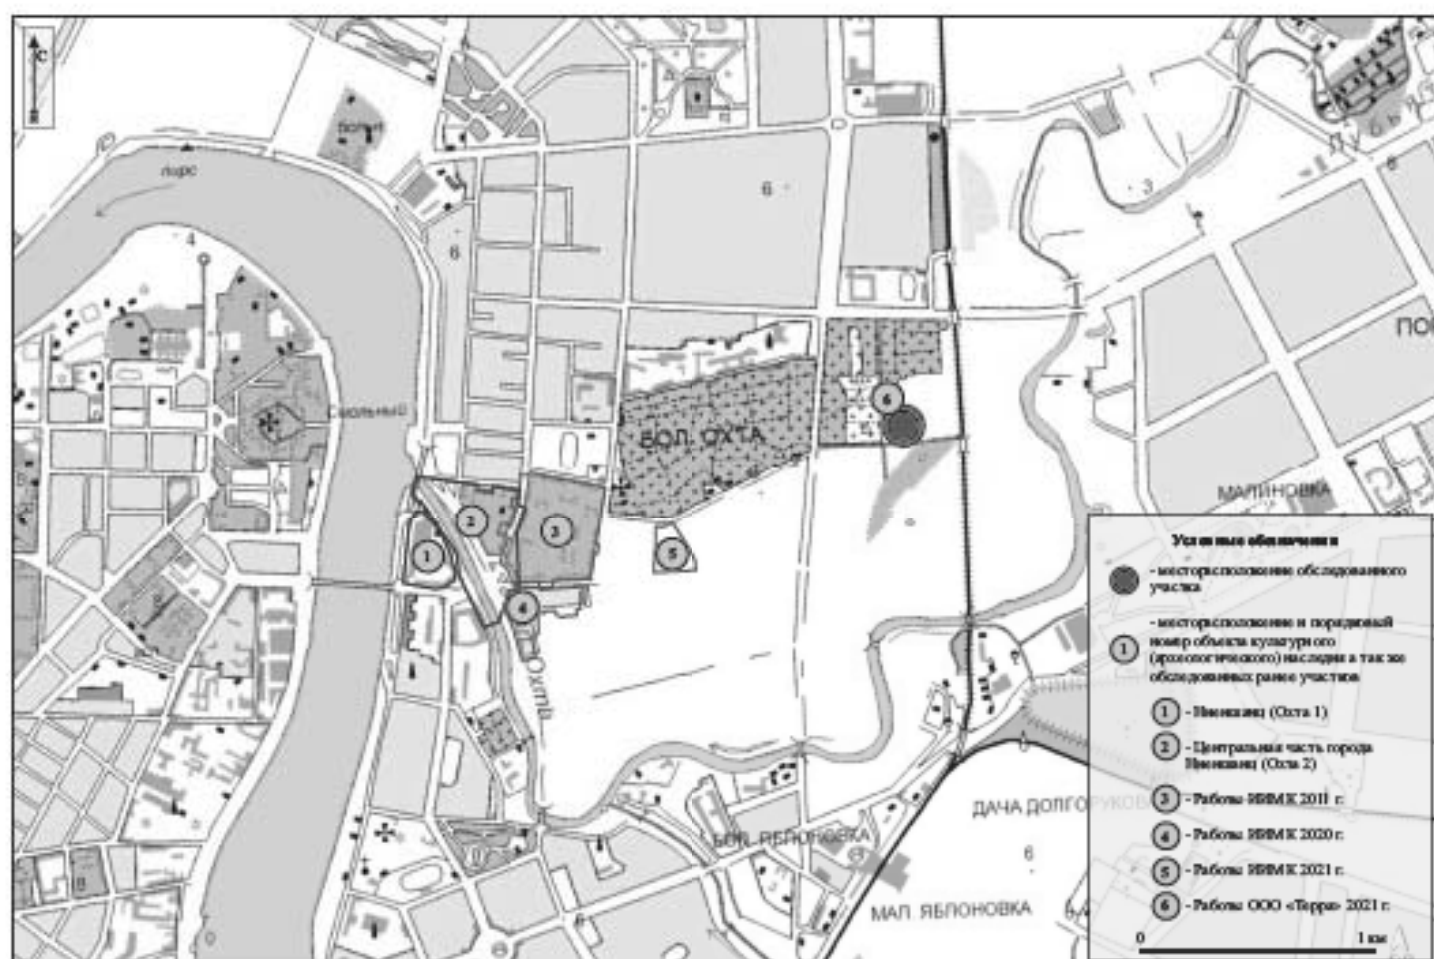 С
6
3
8
4
6
Смольный
БОЛ. ОХТА
6
МАЛИНОВКА
2
3
1
5
4
Охта
ДАЧА ДОЛГОРУКОВА
БОЛ. ЯБЛОНОВКА
6
МАЛ. ЯБЛОНОВКА
Условные обозначения
- месторасположение обследованного
участка
1 - месторасположение и порядковый
номер объекта культурного
(археологического) наследия а так же
обследованных ранее участков
1 - Ниеншанц (Охта 1)
2 - Центральная часть города
Ниеншанц (Охта 2)
3 - Работы ИИМК 2011 г.
4 - Работы ИИМК 2020 г.
5 - Работы ИИМК 2021 г.
6 - Работы ООО «Терра» 2021 г.
0 1 км